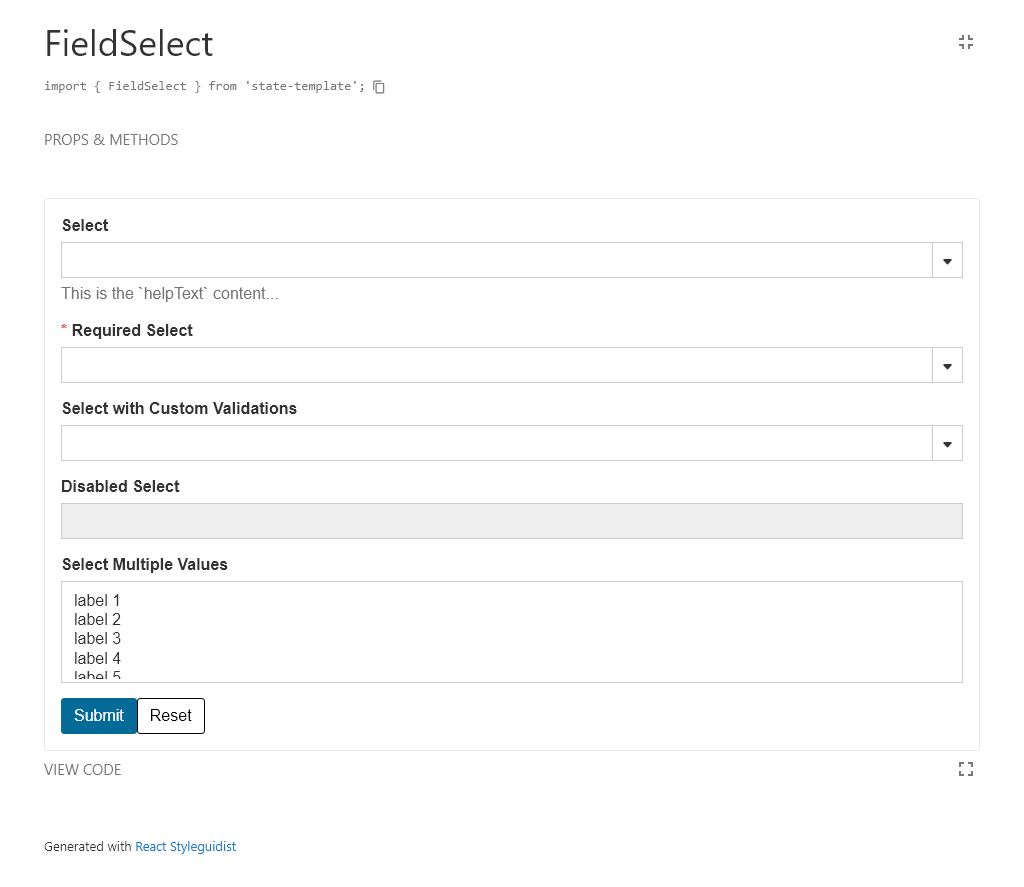 FieldSelect
import { FieldSelect } from 'state-template';
PROPS & METHODS
Select
This is the `helpText` content...
* Required Select
Select with Custom Validations
Disabled Select
Select Multiple Values
label 1
label 2
label 3
label 4
label 5
Submit Reset
VIEW CODE
Generated with React Styleguidist